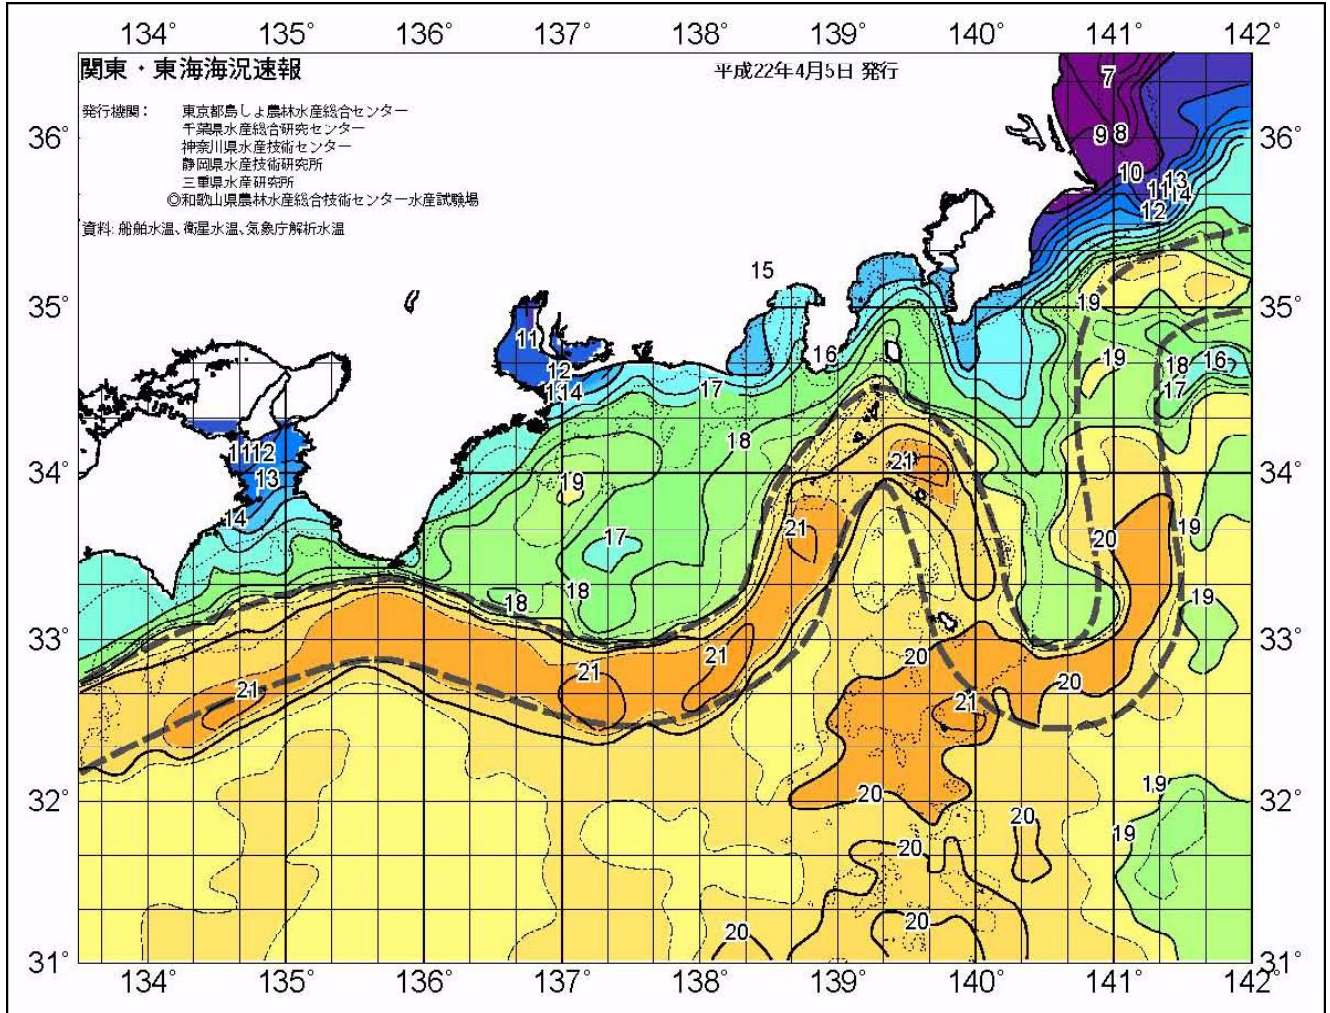 134° 135° 136° 137° 138° 139° 140° 141° 142°
関東・東海海況速報
平成22年4月5日 発行
発行機関: 東京都島しょ農林水産総合センター
千葉県水産総合研究センター
神奈川県水産技術センター
静岡県水産技術研究所
三重県水産研究所
◎和歌山県農林水産総合技術センター水産試験場
資料: 船舶水温、衛星水温、気象庁解析水温
7
36° 9 8 36°
10 13
11 14
12
15
35° 19 35°
11
16 19 18 16
12
13 14 17 17
18
11 12 21
34° 13 19 34°
14 17 21 20 19
18 18 19
33° 33°
21 21 21 20 20
21
32° 20 19 32°
20 19
20
20 20
31° 31°
134° 135° 136° 137° 138° 139° 140° 141° 142°